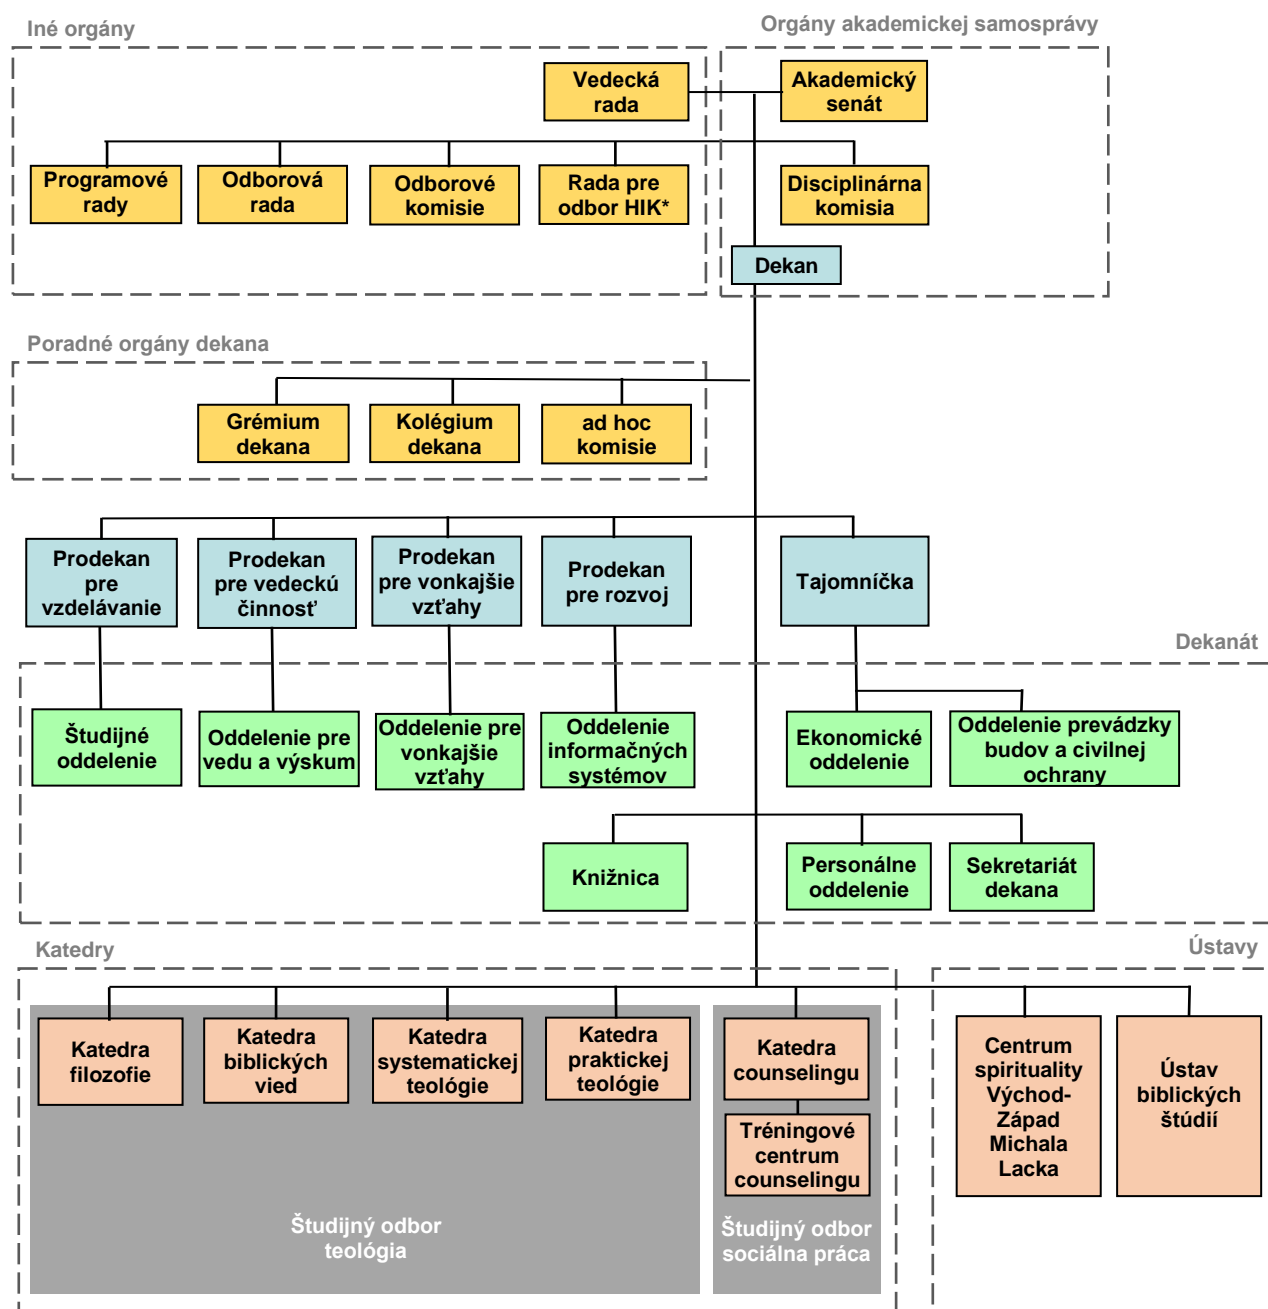 Iné orgány
Orgány akademickej samosprávy
Vedecká
rada
Akademický
senát
Programové
rady
Odborová
rada
Odborové
komisie
Rada pre
odbor HIK*
Disciplinárna
komisia
Dekan
Poradné orgány dekana
Grémium
dekana
Kolégium
dekana
ad hoc
komisie
Prodekan
pre
vzdelávanie
Prodekan
pre vedeckú
činnosť
Prodekan
pre vonkajšie
vzťahy
Prodekan
pre rozvoj
Tajomníčka
Dekanát
Študijné
oddelenie
Oddelenie pre
vedu a výskum
Oddelenie pre
vonkajšie
vzťahy
Oddelenie
informačných
systémov
Ekonomické
oddelenie
Oddelenie prevádzky
budov a civilnej
ochrany
Knižnica
Personálne
oddelenie
Sekretariát
dekana
Katedry
Ústavy
Katedra
filozofie
Katedra
biblických
vied
Katedra
systematickej
teológie
Katedra
praktickej
teológie
Katedra
counselingu
Tréningové
centrum
counselingu
Centrum
spirituality
Východ-
Západ
Michala
Lacka
Ústav
biblických
štúdií
Študijný odbor
teológia
Študijný odbor
sociálna práca